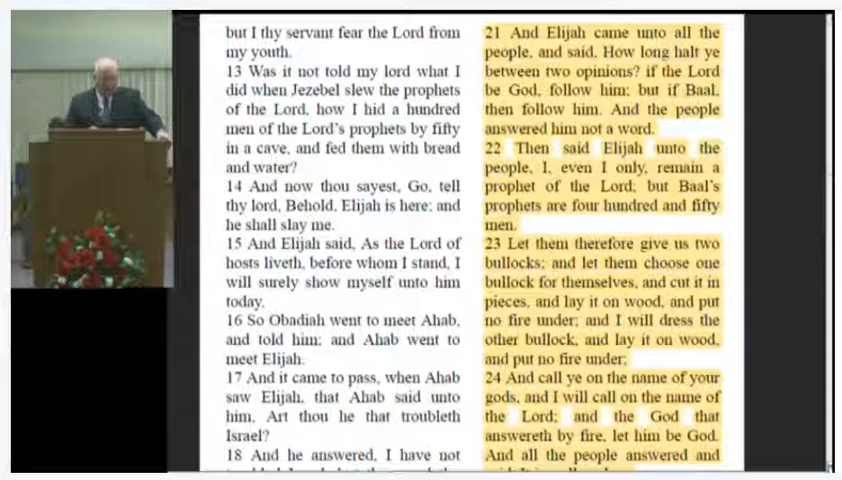 but I thy servant fear the Lord from
my youth.
13 Was it not told my lord what I
did when Jezebel slew the prophets
of the Lord, how I hid a hundred
men of the Lord's prophets by fifty
in a cave, and fed them with bread
and water?
14 And now thou sayest, Go, tell
thy lord, Behold, Elijah is here: and
he shall slay me.
15 And Elijah said, As the Lord of
hosts liveth, before whom I stand, I
will surely show myself unto him
today.
16 So Obadiah went to meet Ahab,
and told him: and Ahab went to
meet Elijah.
17 And it came to pass, when Ahab
saw Elijah, that Ahab said unto
him, Art thou he that troubleth
Israel?
18 And he answered, I have not
21 And Elijah came unto all the
people, and said, How long halt ye
between two opinions? if the Lord
be God, follow him: but if Baal,
then follow him. And the people
answered him not a word.
22 Then said Elijah unto the
people, I, even I only, remain a
prophet of the Lord; but Baal's
prophets are four hundred and fifty
men.
23 Let them therefore give us two
bullocks; and let them choose one
bullock for themselves, and cut it in
pieces, and lay it on wood, and put
no fire under: and I will dress the
other bullock, and lay it on wood,
and put no fire under:
24 And call ye on the name of your
gods, and I will call on the name of
the Lord: and the God that
answereth by fire, let him be God.
And all the people answered and